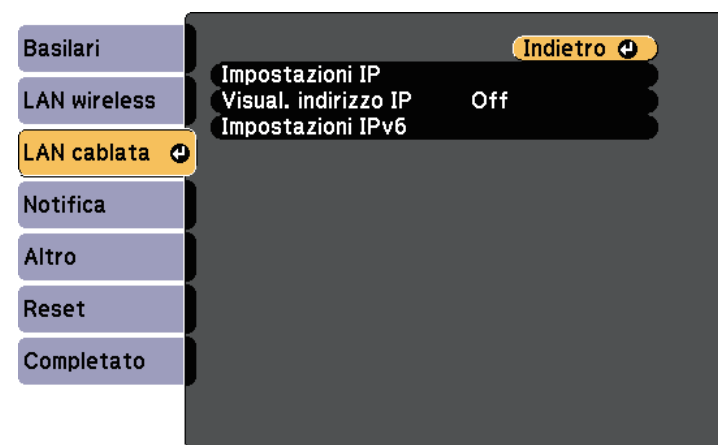 Basilari
LAN wireless
LAN cablata
Notifica
Altro
Reset
Completato
Indietro
Impostazioni IP
Visual. indirizzo IP Off
Impostazioni IPv6